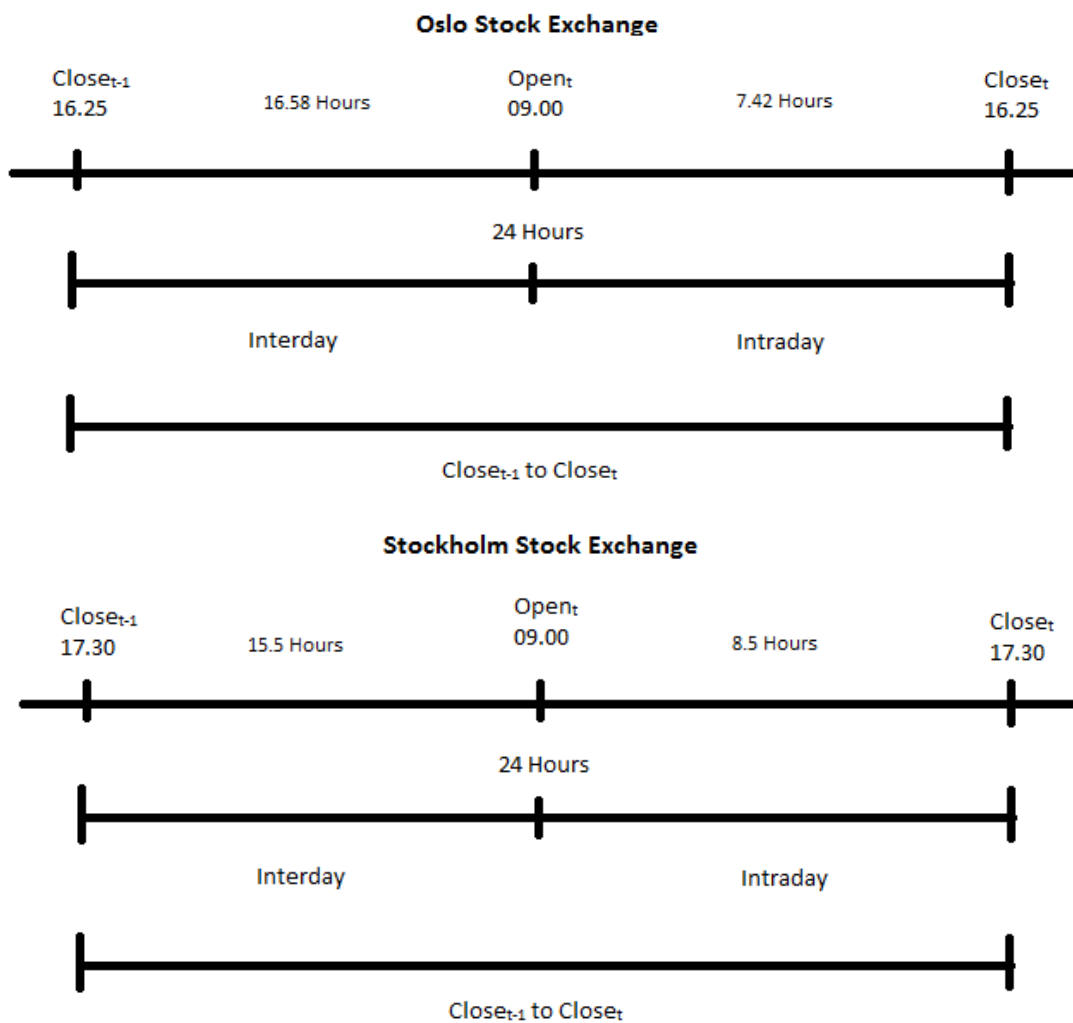 Oslo Stock Exchange
Closeₜ₋₁
16.25
16.58 Hours
Openₜ
09.00
7.42 Hours
Closeₜ
16.25
24 Hours
Interday
Intraday
Closeₜ₋₁ to Closeₜ
Stockholm Stock Exchange
Closeₜ₋₁
17.30
15.5 Hours
Openₜ
09.00
8.5 Hours
Closeₜ
17.30
24 Hours
Interday
Intraday
Closeₜ₋₁ to Closeₜ